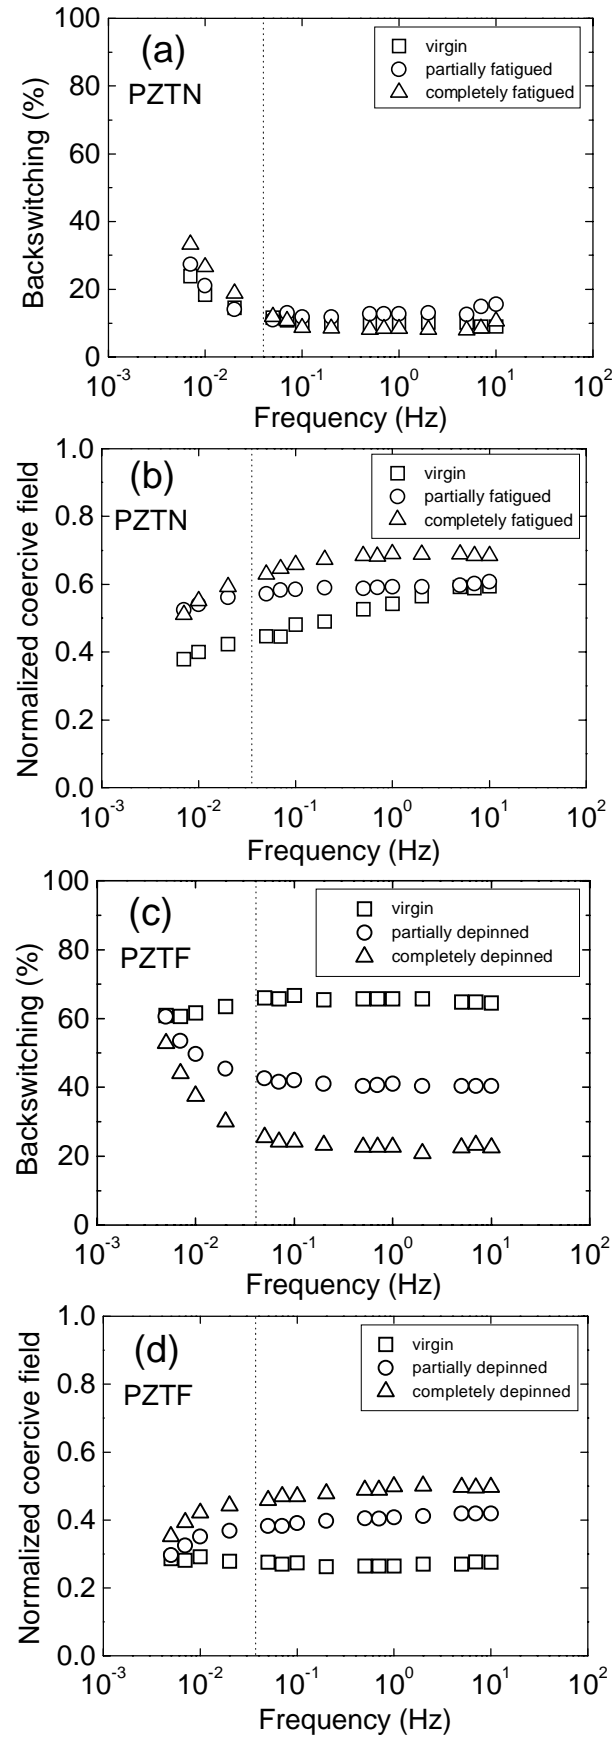 (a)
PZTN
virgin
partially fatigued
completely fatigued
Backswitching (%)
100
80
60
40
20
0
10⁻³ 10⁻² 10⁻¹ 10⁰ 10¹ 10²
Frequency (Hz)
(b)
PZTN
virgin
partially fatigued
completely fatigued
Normalized coercive field
1.0
0.8
0.6
0.4
0.2
0.0
10⁻³ 10⁻² 10⁻¹ 10⁰ 10¹ 10²
Frequency (Hz)
(c)
PZTF
virgin
partially depinned
completely depinned
Backswitching (%)
100
80
60
40
20
0
10⁻³ 10⁻² 10⁻¹ 10⁰ 10¹ 10²
Frequency (Hz)
(d)
PZTF
virgin
partially depinned
completely depinned
Normalized coercive field
1.0
0.8
0.6
0.4
0.2
0.0
10⁻³ 10⁻² 10⁻¹ 10⁰ 10¹ 10²
Frequency (Hz)